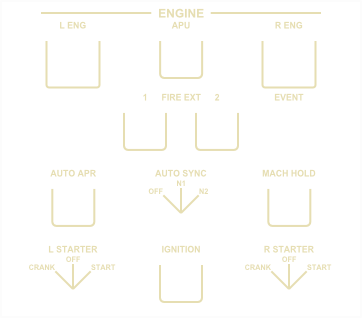 ENGINE
L ENG APU R ENG
1 FIRE EXT 2 EVENT
AUTO APR AUTO SYNC MACH HOLD
N1
OFF N2
L STARTER IGNITION R STARTER
OFF OFF
CRANK START CRANK START